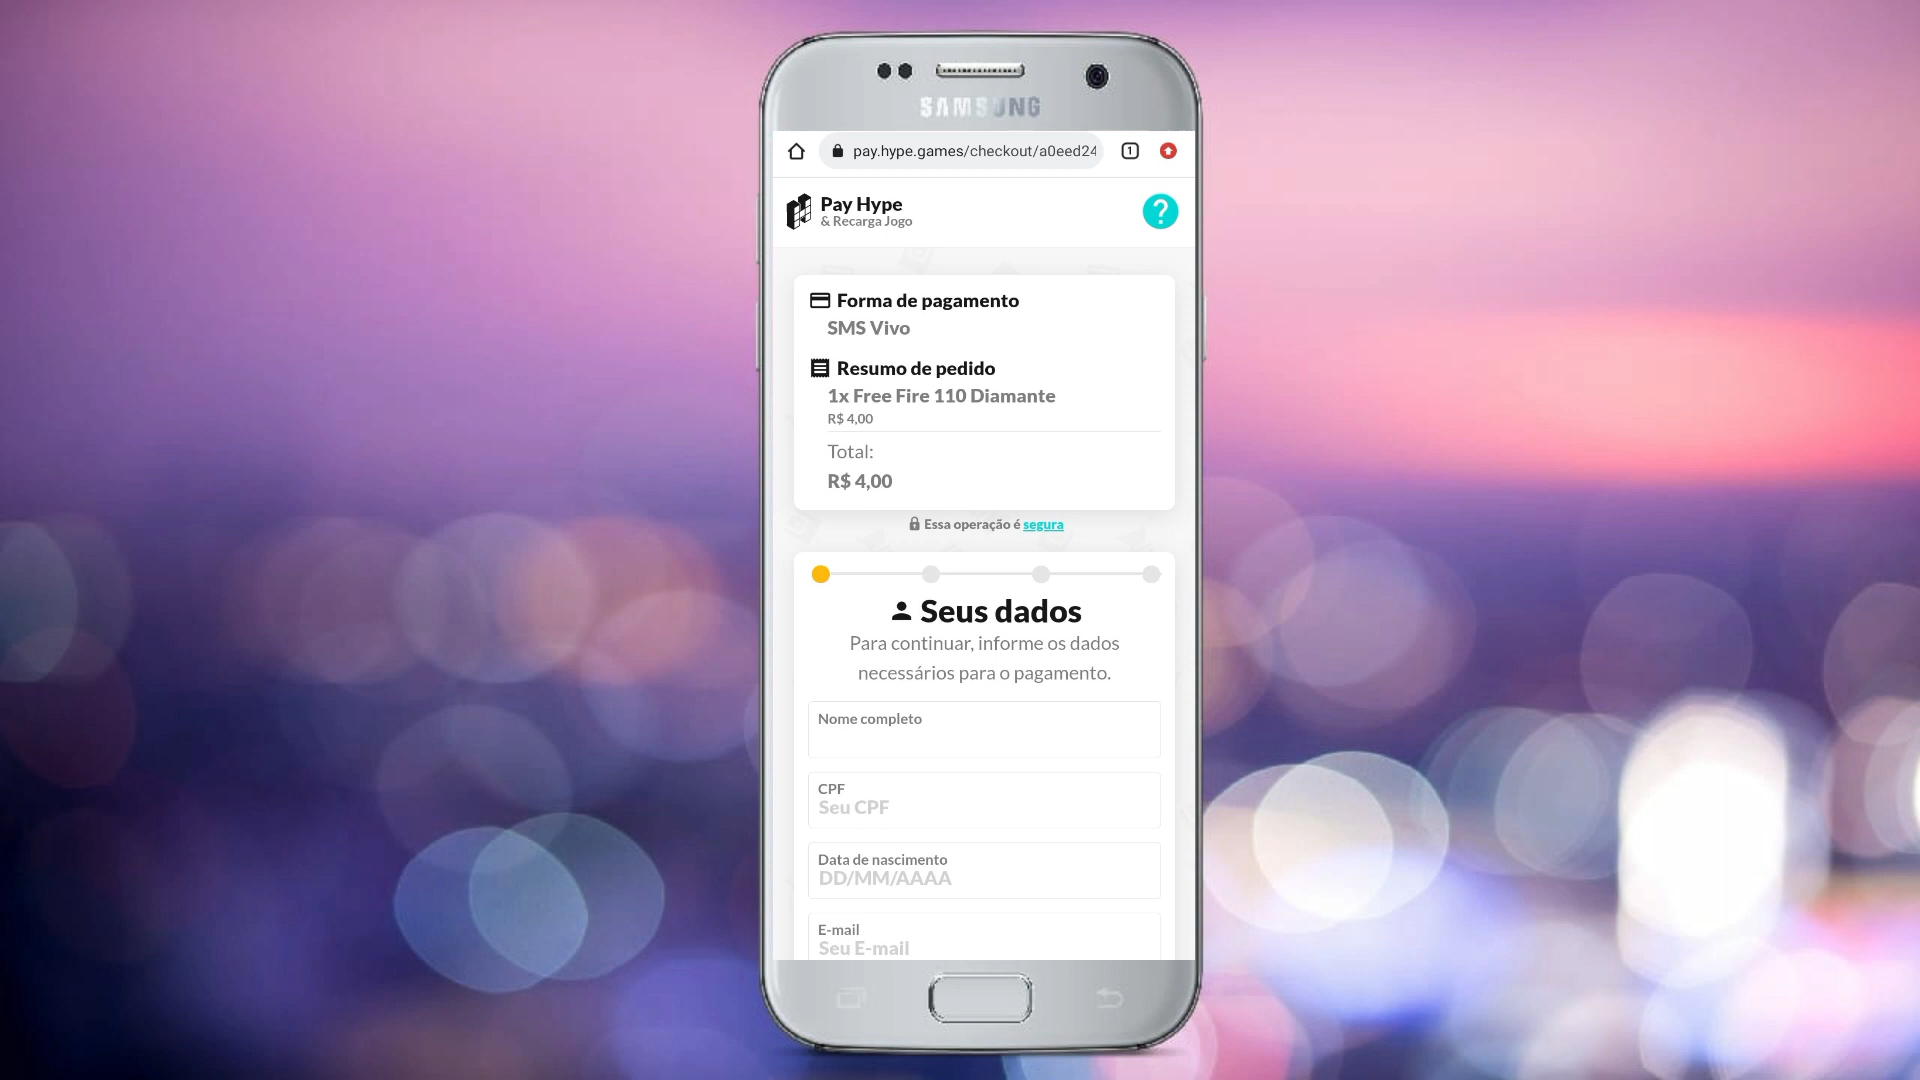 SAMSUNG
pay.hype.games/checkout/a0eed24
1
Pay Hype
& Recarga Jogo
?
Forma de pagamento
SMS Vivo
Resumo de pedido
1x Free Fire 110 Diamante
R$ 4,00
Total:
R$ 4,00
Essa operação é segura
Seus dados
Para continuar, informe os dados
necessários para o pagamento.
Nome completo
CPF
Seu CPF
Data de nascimento
DD/MM/AAAA
E-mail
Seu E-mail